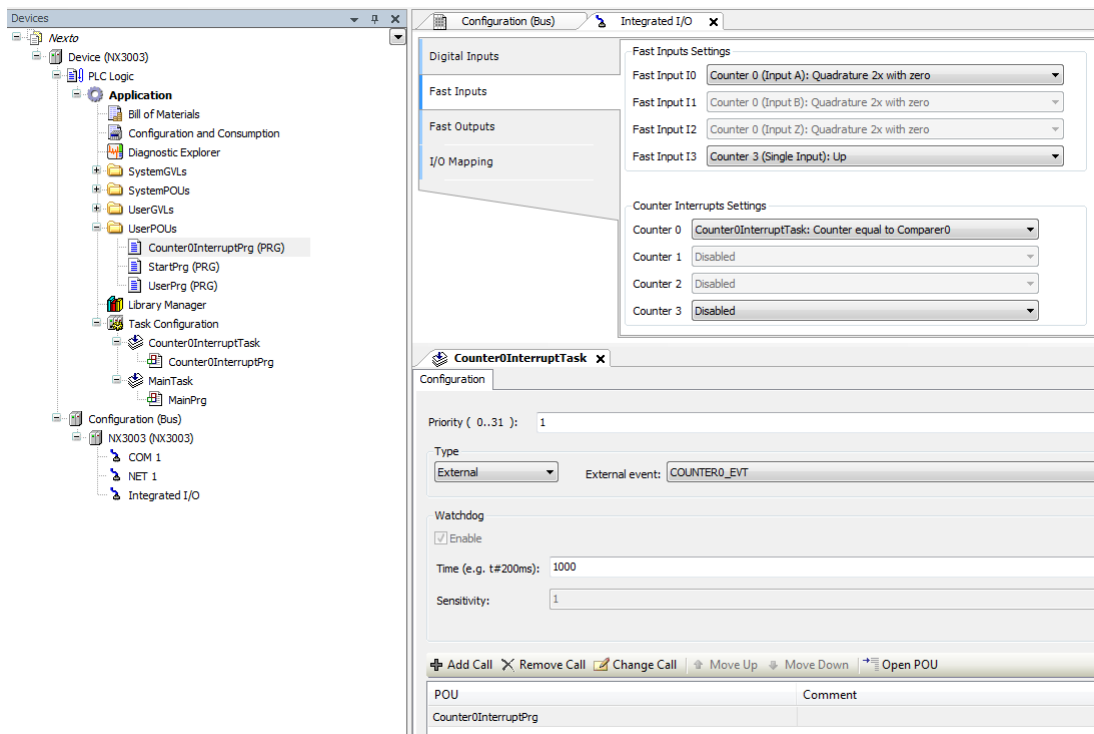 Devices
Nexto
Device (NX3003)
PLC Logic
Application
Bill of Materials
Configuration and Consumption
Diagnostic Explorer
SystemGVLs
SystemPOUs
UserGVLs
UserPOUs
Counter0InterruptPrg (PRG)
StartPrg (PRG)
UserPrg (PRG)
Library Manager
Task Configuration
Counter0InterruptTask
Counter0InterruptPrg
MainTask
MainPrg
Configuration (Bus)
NX3003 (NX3003)
COM 1
NET 1
Integrated I/O
Configuration (Bus) Integrated I/O
Digital Inputs
Fast Inputs
Fast Outputs
I/O Mapping
Fast Inputs Settings
Fast Input I0 Counter 0 (Input A): Quadrature 2x with zero
Fast Input I1 Counter 0 (Input B): Quadrature 2x with zero
Fast Input I2 Counter 0 (Input Z): Quadrature 2x with zero
Fast Input I3 Counter 3 (Single Input): Up
Counter Interrupts Settings
Counter 0 Counter0InterruptTask: Counter equal to Comparer0
Counter 1 Disabled
Counter 2 Disabled
Counter 3 Disabled
Counter0InterruptTask
Configuration
Priority ( 0..31 ): 1
Type
External External event: COUNTER0_EVT
Watchdog
Enable
Time (e.g. t#200ms): 1000
Sensitivity: 1
Add Call Remove Call Change Call Move Up Move Down Open POU
POU Comment
Counter0InterruptPrg